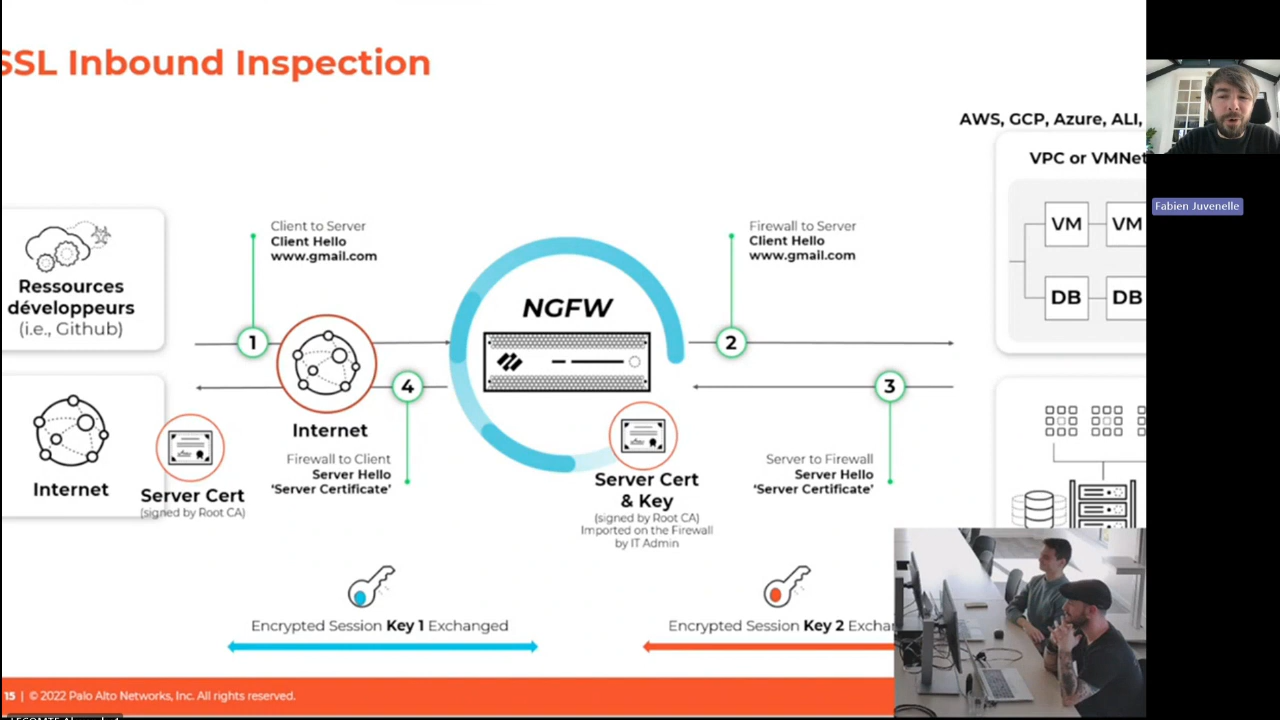 SSL Inbound Inspection
AWS, GCP, Azure, ALI,
VPC or VMNet
VM
VM
DB
DB
Ressources
développeurs
(i.e., Github)
Client to Server
Client Hello
www.gmail.com
Firewall to Server
Client Hello
www.gmail.com
NGFW
1
2
4
3
Internet
Firewall to Client
Server Hello
‘Server Certificate’
Server to Firewall
Server Hello
‘Server Certificate’
Internet
Server Cert
(signed by Root CA)
Server Cert
& Key
(signed by Root CA)
Imported on the Firewall
by IT Admin
Encrypted Session Key 1 Exchanged
Encrypted Session Key 2 Exchan
15 | © 2022 Palo Alto Networks, Inc. All rights reserved.
Fabien Juvenelle